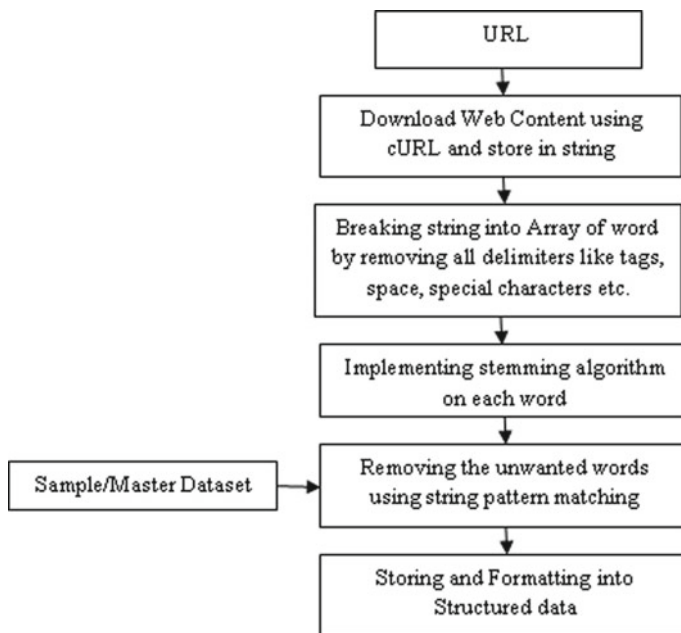 URL
Download Web Content using
cURL and store in string
Breaking string into Array of word
by removing all delimiters like tags,
space, special characters etc.
Implementing stemming algorithm
on each word
Sample/Master Dataset
Removing the unwanted words
using string pattern matching
Storing and Formatting into
Structured data